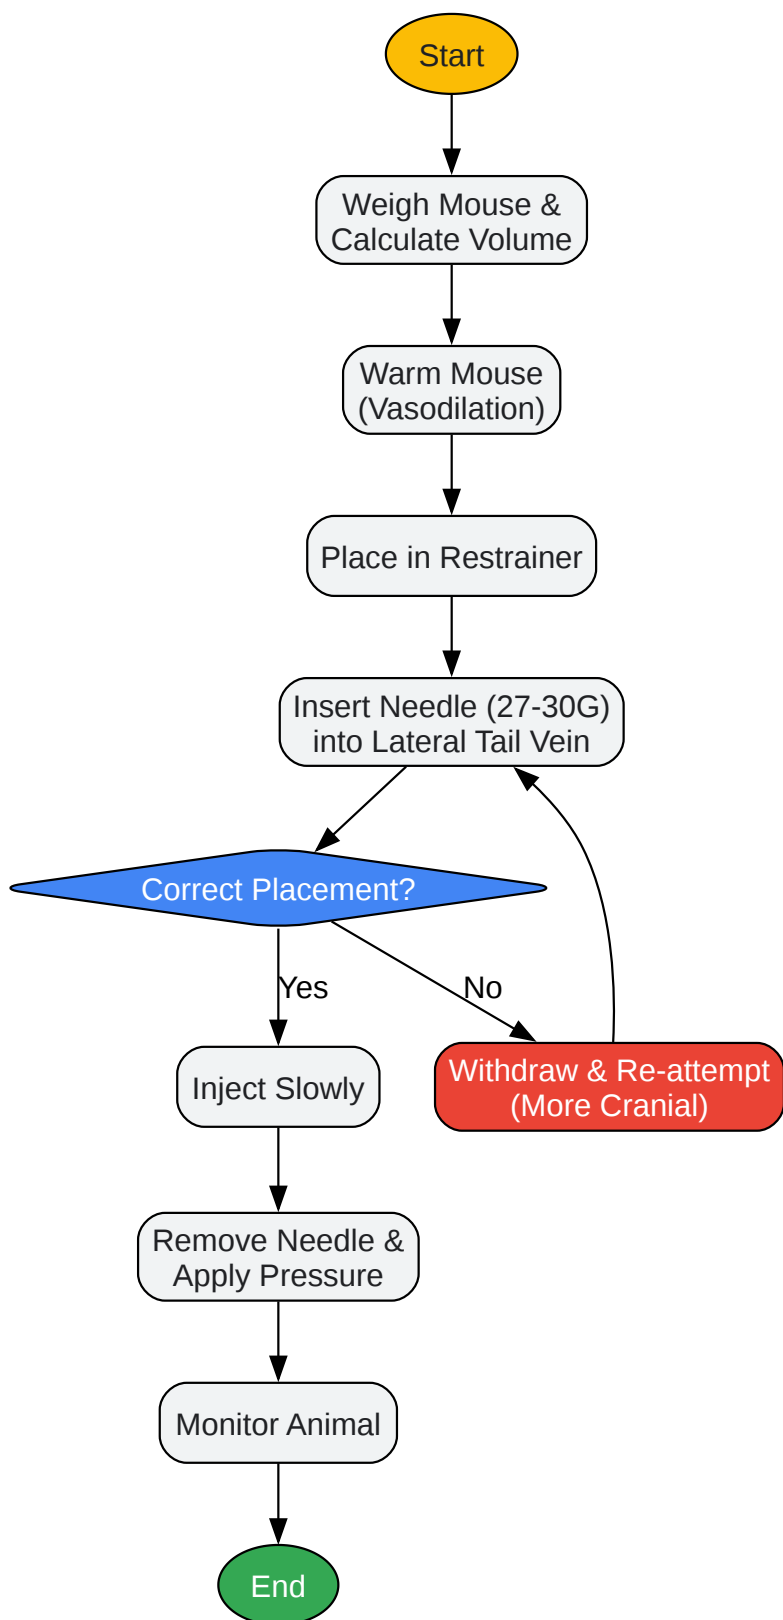 Start
Weigh Mouse &
Calculate Volume
Warm Mouse
(Vasodilation)
Place in Restrainer
Insert Needle (27-30G)
into Lateral Tail Vein
Correct Placement?
Yes
No
Inject Slowly
Withdraw & Re-attempt
(More Cranial)
Remove Needle &
Apply Pressure
Monitor Animal
End